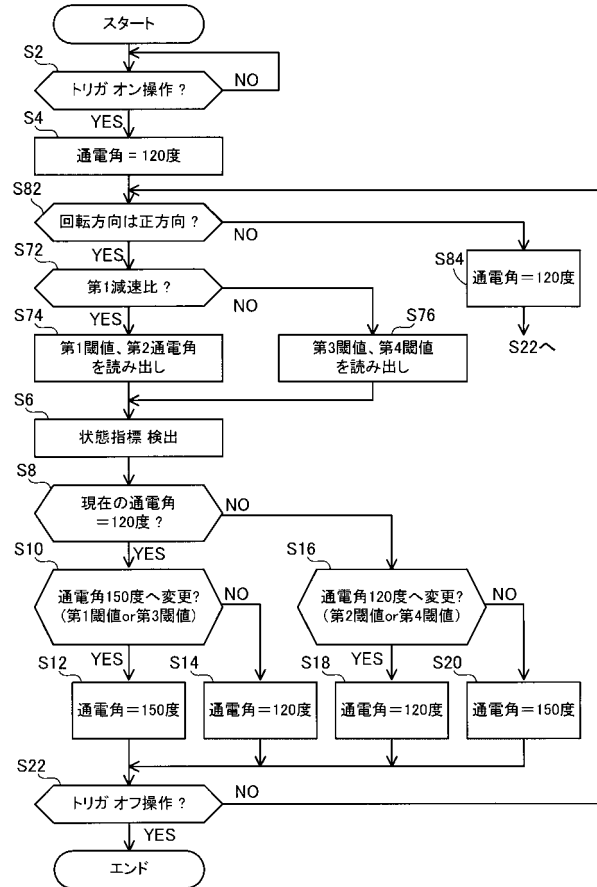 スタート
S2
トリガ オン操作 ?
NO
YES
S4
通電角 = 120度
S82
回転方向は正方向 ?
NO
YES
S84
通電角＝120度
S22へ
S72
第1減速比 ?
NO
YES
S74
第1閾値、第2通電角
を読み出し
S76
第3閾値、第4閾値
を読み出し
S6
状態指標 検出
S8
現在の通電角
＝120度 ?
NO
YES
S10
通電角150度へ変更?
(第1閾値or第3閾値)
NO
YES
S16
通電角120度へ変更?
(第2閾値or第4閾値)
NO
YES
S12
通電角＝150度
S14
通電角＝120度
S18
通電角＝120度
S20
通電角＝150度
S22
トリガ オフ操作 ?
NO
YES
エンド